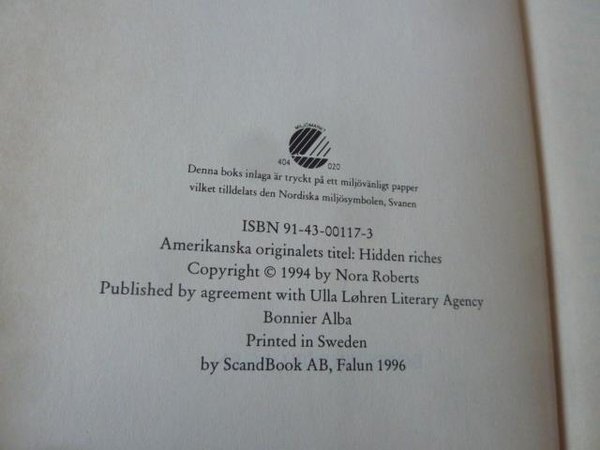 MILJÖMÄRKT
404 020
Denna boks inlaga är tryckt på ett miljövänligt papper
vilket tilldelats den Nordiska miljösymbolen, Svanen
ISBN 91-43-00117-3
Amerikanska originalets titel: Hidden riches
Copyright © 1994 by Nora Roberts
Published by agreement with Ulla Løhren Literary Agency
Bonnier Alba
Printed in Sweden
by ScandBook AB, Falun 1996